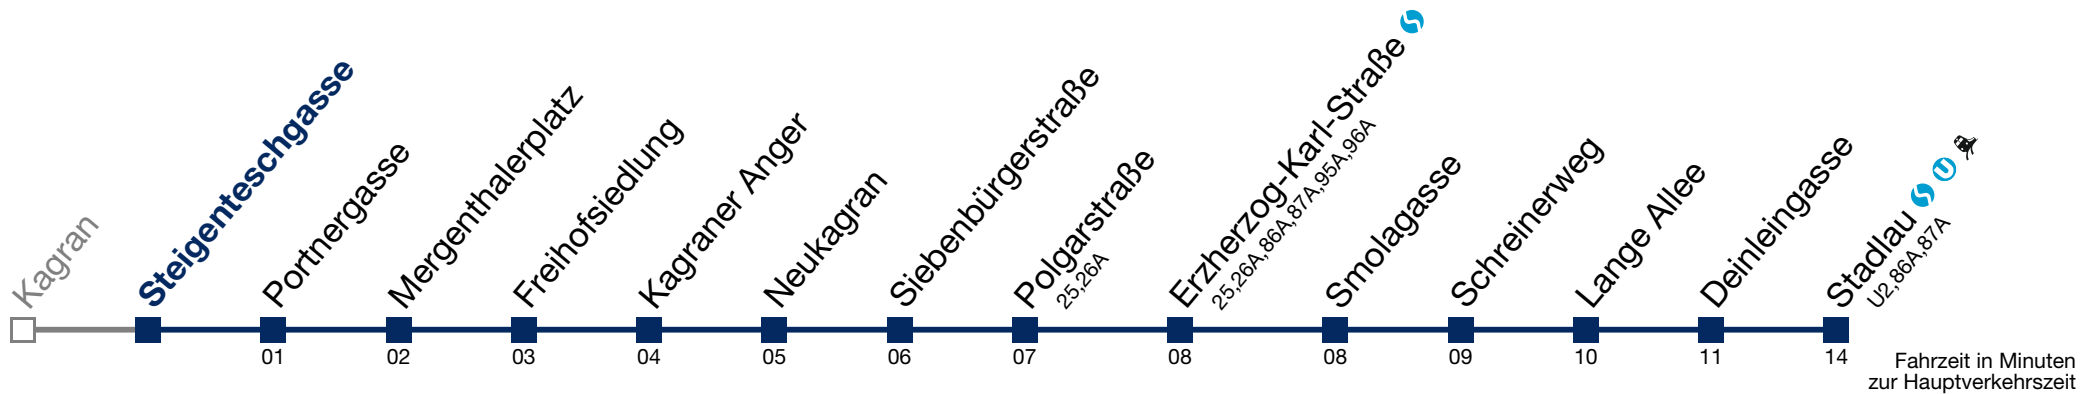 Kagran
Steigenteschgasse
Portnergasse
Mergenthalerplatz
Freihofsiedlung
Kagraner Anger
Neukagran
Siebenbürgerstraße
Polgarstraße
25,26A
Erzherzog-Karl-Straße
25,26A,86A,87A,95A,96A
Smolagasse
Schreinerweg
Lange Allee
Deinleingasse
Stadlau U
U2,86A,87A
01 02 03 04 05 06 07 08 08 09 10 11 14
Fahrzeit in Minuten
zur Hauptverkehrszeit